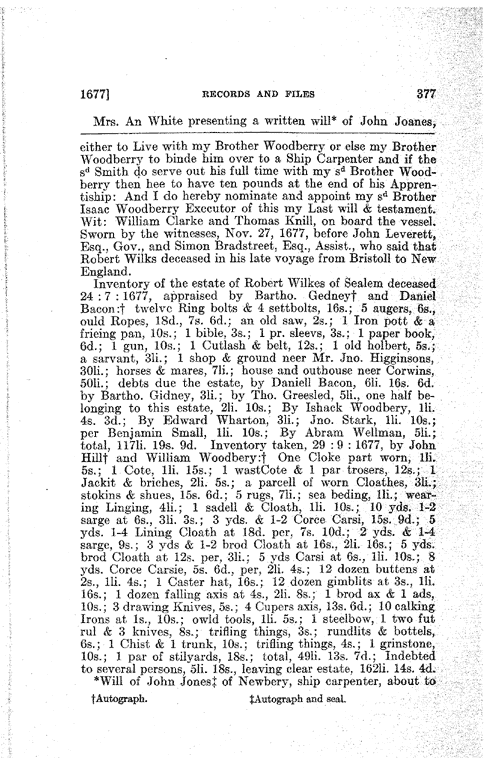 1677] RECORDS AND FILES 377
Mrs. An White presenting a written will* of John Joanes,
either to Live with my Brother Woodberry or else my Brother
Woodberry to binde him over to a Ship Carpenter and if the
sᵈ Smith do serve out his full time with my sᵈ Brother Wood-
berry then hee to have ten pounds at the end of his Appren-
tiship: And I do hereby nominate and appoint my sᵈ Brother
Isaac Woodberry Executor of this my Last will & testament.
Wit: William Clarke and Thomas Knill, on board the vessel.
Sworn by the witnesses, Nov. 27, 1677, before John Leverett,
Esq., Gov., and Simon Bradstreet, Esq., Assist., who said that
Robert Wilks deceased in his late voyage from Bristoll to New
England.
Inventory of the estate of Robert Wilkes of Sealem deceased
24 : 7 : 1677, appraised by Bartho. Gedney† and Daniel
Bacon:† twelve Ring bolts & 4 settbolts, 16s.; 5 augers, 6s.,
ould Ropes, 18d., 7s. 6d.; an old saw, 2s.; 1 Iron pott & a
frieing pan, 10s.; 1 bible, 3s.; 1 pr. sleevs, 3s.; 1 paper book,
6d.; 1 gun, 10s.; 1 Cutlash & belt, 12s.; 1 old holbert, 5s.;
a sarvant, 3li.; 1 shop & ground neer Mr. Jno. Higginsons,
30li.; horses & mares, 7li.; house and outhouse neer Corwins,
50li.; debts due the estate, by Daniell Bacon, 6li. 16s. 6d.
by Bartho. Gidney, 3li.; by Tho. Greesled, 5li., one half be-
longing to this estate, 2li. 10s.; By Ishack Woodbery, 1li.
4s. 3d.; By Edward Wharton, 3li.; Jno. Stark, 1li. 10s.;
per Benjamin Small, 1li. 10s.; By Abram Wellman, 5li.;
total, 117li. 19s. 9d. Inventory taken, 29 : 9 : 1677, by John
Hill† and William Woodbery:† One Cloke part worn, 1li.
5s.; 1 Cote, 1li. 15s.; 1 wastCote & 1 par trosers, 12s.; 1
Jackit & briches, 2li. 5s.; a parcell of worn Cloathes, 3li.;
stokins & shues, 15s. 6d.; 5 rugs, 7li.; sea beding, 1li.; wear-
ing Linging, 4li.; 1 sadell & Cloath, 1li. 10s.; 10 yds. 1-2
sarge at 6s., 3li. 3s.; 3 yds. & 1-2 Corce Carsi, 15s. 9d.; 5
yds. 1-4 Lining Cloath at 18d. per, 7s. 10d.; 2 yds. & 1-4
sarge, 9s.; 3 yds & 1-2 brod Cloath at 16s., 2li. 16s.; 5 yds.
brod Cloath at 12s. per, 3li.; 5 yds Carsi at 6s., 1li. 10s.; 8
yds. Corce Carsie, 5s. 6d., per, 2li. 4s.; 12 dozen buttens at
2s., 1li. 4s.; 1 Caster hat, 16s.; 12 dozen gimblits at 3s., 1li.
16s.; 1 dozen falling axis at 4s., 2li. 8s.; 1 brod ax & 1 ads,
10s.; 3 drawing Knives, 5s.; 4 Cupers axis, 13s. 6d.; 10 calking
Irons at 1s., 10s.; owld tools, 1li. 5s.; 1 steelbow, 1 two fut
rul & 3 knives, 8s.; trifling things, 3s.; rundlits & bottels,
6s.; 1 Chist & 1 trunk, 10s.; trifling things, 4s.; 1 grinstone,
10s.; 1 par of stilyards, 18s.; total, 49li. 13s. 7d.; Indebted
to several persons, 5li. 18s., leaving clear estate, 162li. 14s. 4d.
*Will of John Jones‡ of Newbery, ship carpenter, about to
†Autograph. ‡Autograph and seal.